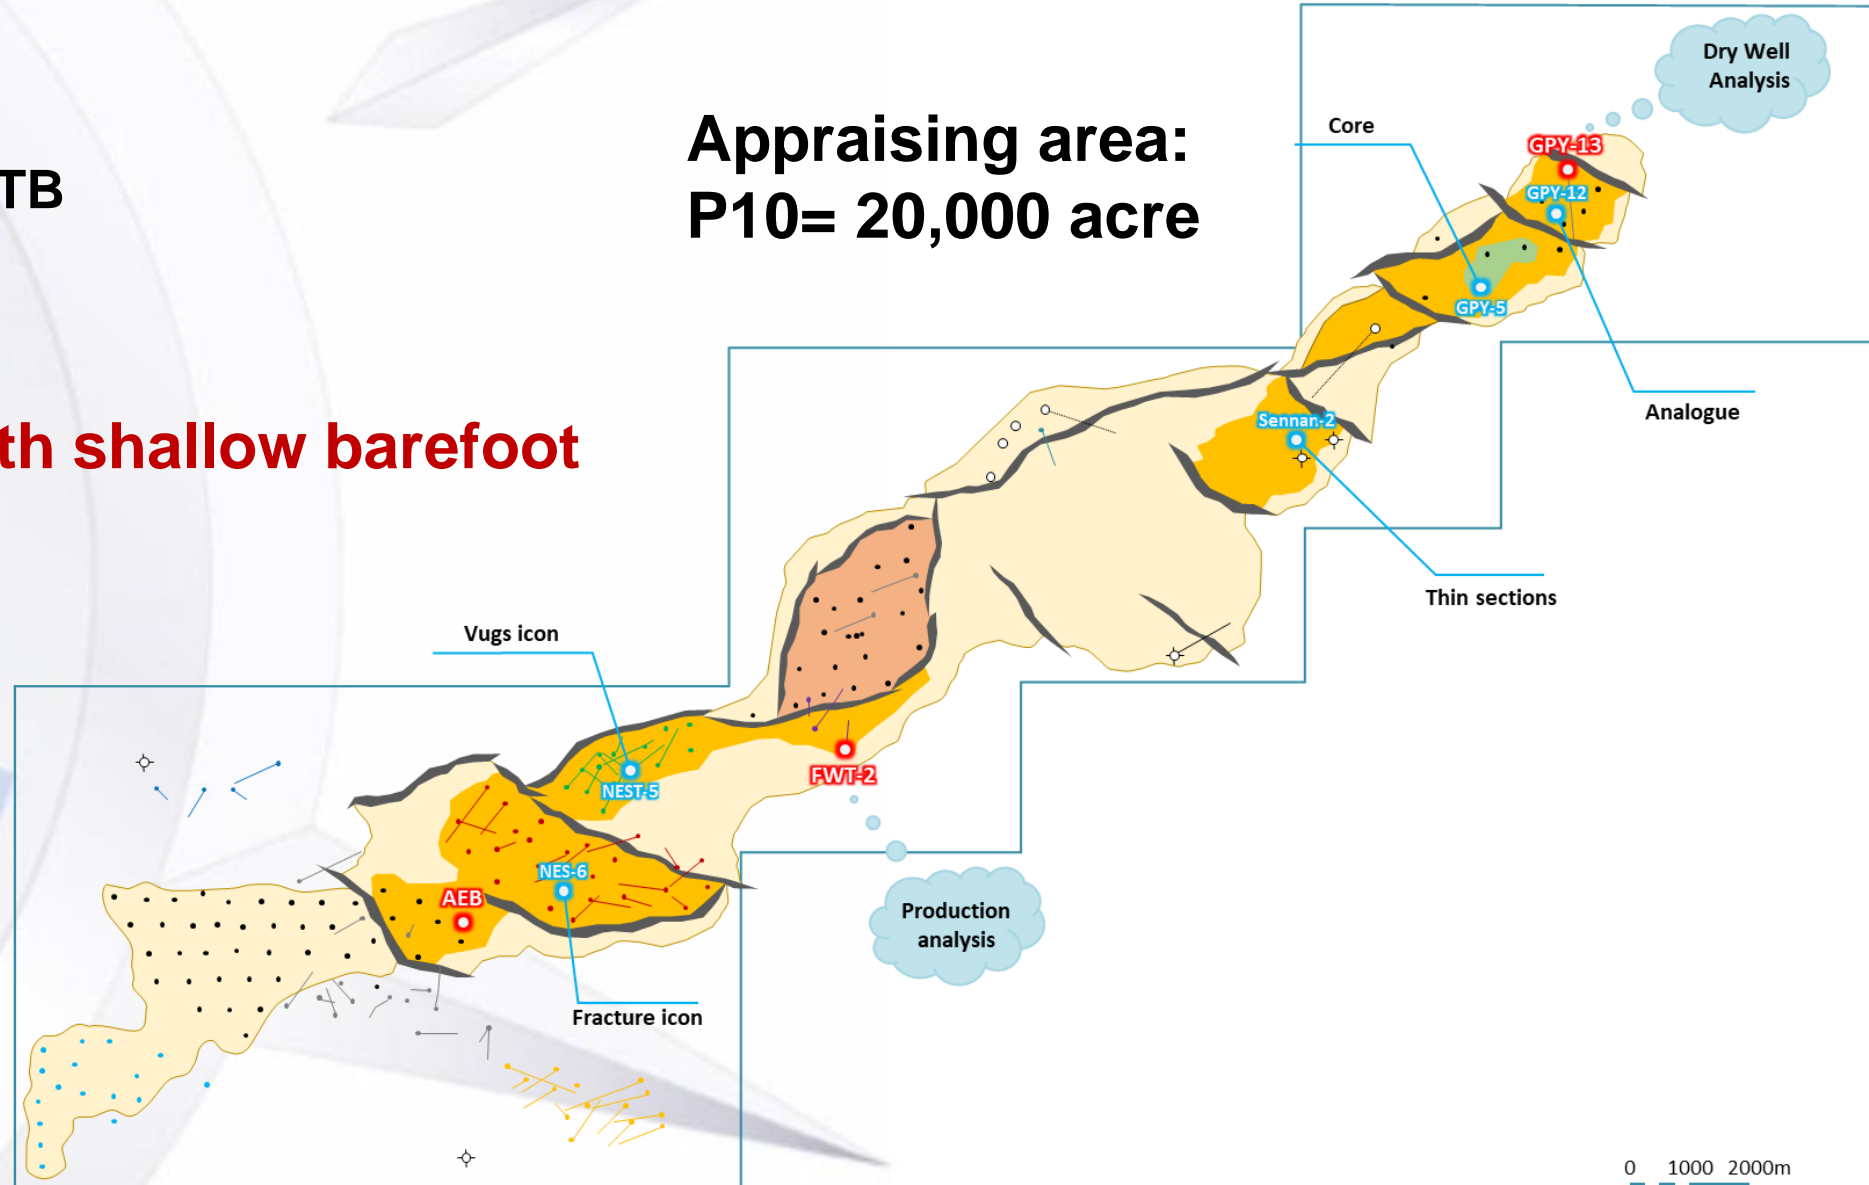 Dry Well
Analysis
Appraising area:
P10= 20,000 acre
Core
GPY-13
TB
GPY-12
GPY-5
Analogue
Sennan-2
th shallow barefoot
Thin sections
Vugs icon
FWT-2
NEST-5
NES-6
AEB
Production
analysis
Fracture icon
0 1000 2000m